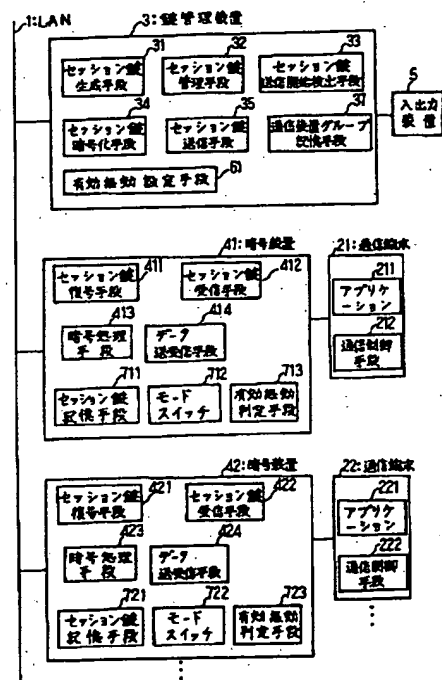 1:LAN
3:鍵管理装置
31
セッション鍵
生成手段
32
セッション鍵
管理手段
33
セッション鍵
送信開始検出手段
34
セッション鍵
暗号化手段
35
セッション鍵
送信手段
37
通信装置グループ
記憶手段
61
有効無効設定手段
5
入出力
装置
41:暗号装置
セッション鍵
復号手段
411
セッション鍵
受信手段
412
413
暗号処理
手段
414
データ
送受信手段
711
セッション鍵
記憶手段
712
モード
スイッチ
713
有効無効
判定手段
21:通信端末
211
アプリケ
ーション
212
通信制御
手段
42:暗号装置
セッション鍵
復号手段
421
セッション鍵
受信手段
422
423
暗号処理
手段
424
データ
送受信手段
721
セッション鍵
記憶手段
722
モード
スイッチ
723
有効無効
判定手段
22:通信端末
221
アプリケ
ーション
222
通信制御
手段